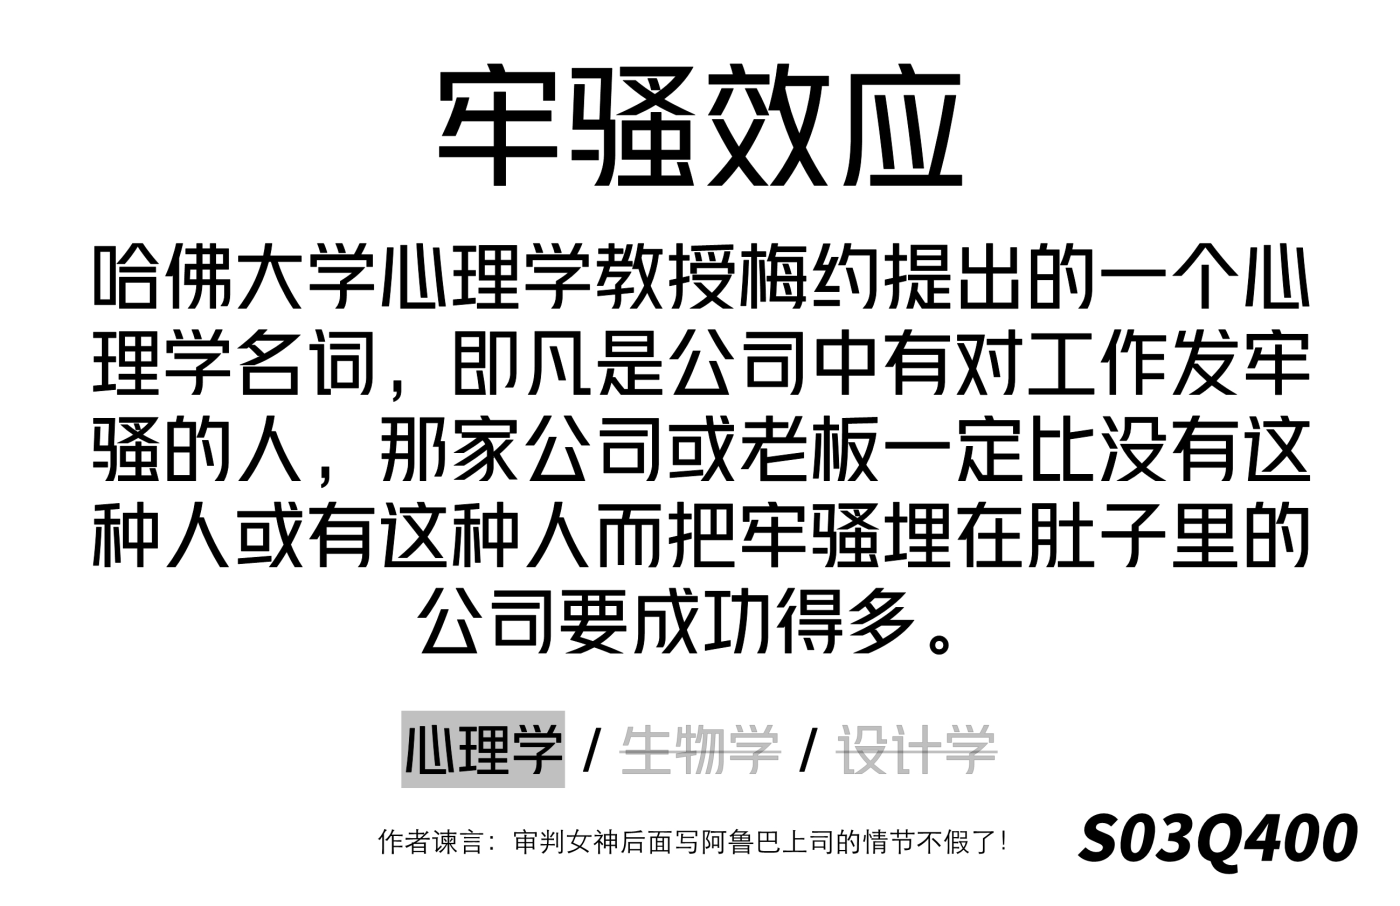 牢骚效应
哈佛大学心理学教授梅约提出的一个心
理学名词，即凡是公司中有对工作发牢
骚的人，那家公司或老板一定比没有这
种人或有这种人而把牢骚埋在肚子里的
公司要成功得多。
心理学 / 生物学 / 设计学
作者谏言：审判女神后面写阿鲁巴上司的情节不假了！
S03Q400